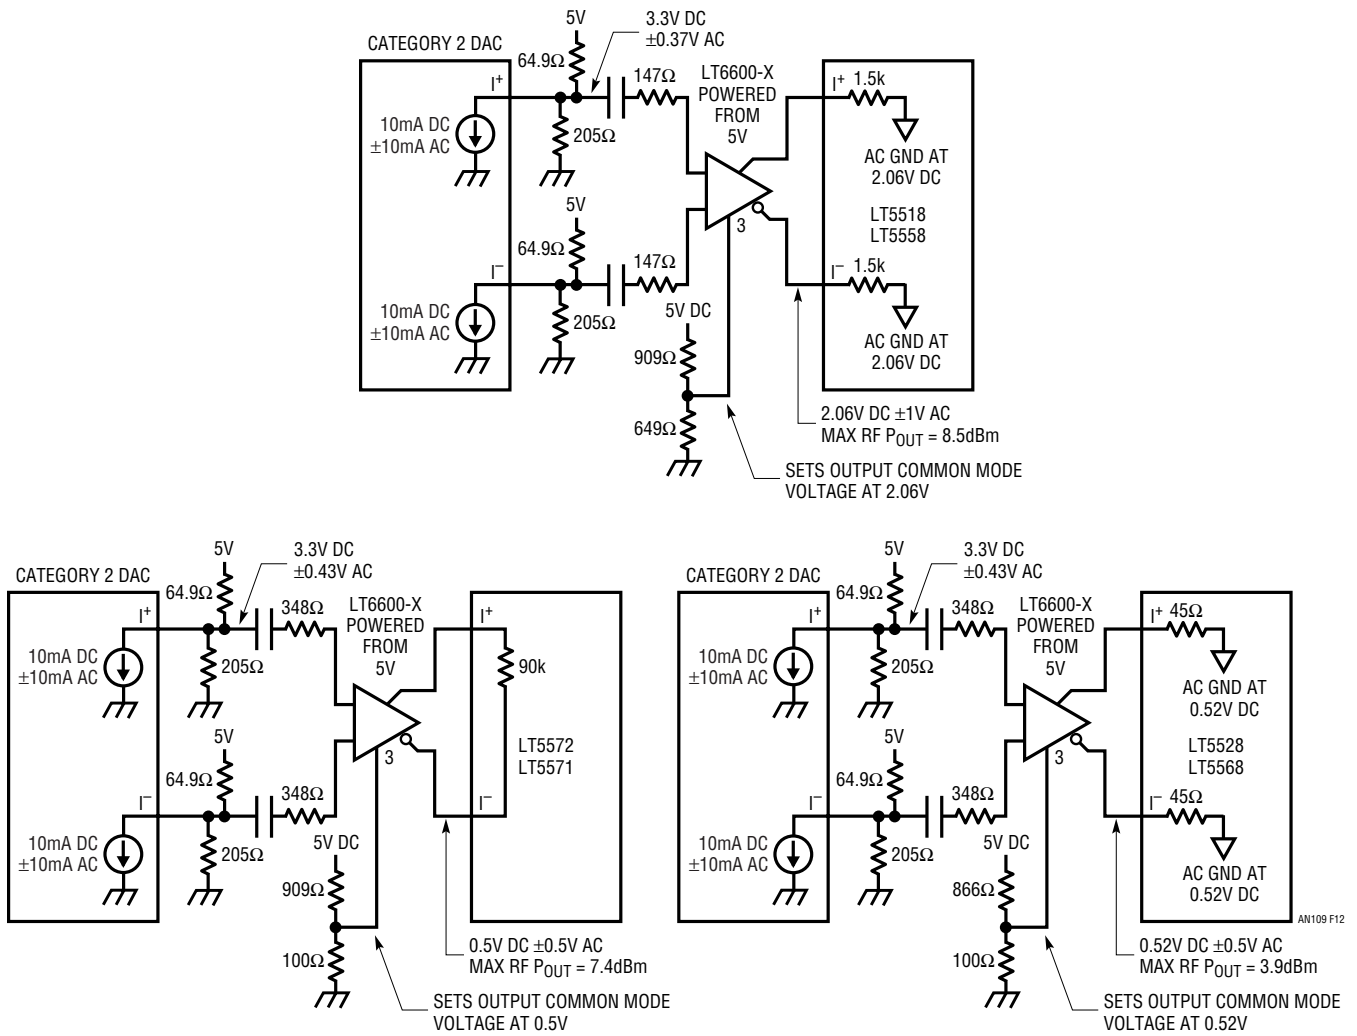 5V
3.3V DC
±0.37V AC
CATEGORY 2 DAC
64.9Ω
I+
147Ω
LT6600-X
POWERED
FROM
5V
I+
1.5k
10mA DC
±10mA AC
205Ω
AC GND AT
2.06V DC
5V
64.9Ω
3
LT5518
LT5558
I–
147Ω
I–
1.5k
10mA DC
±10mA AC
205Ω
5V DC
AC GND AT
2.06V DC
909Ω
649Ω
2.06V DC ±1V AC
MAX RF POUT = 8.5dBm
SETS OUTPUT COMMON MODE
VOLTAGE AT 2.06V
5V
3.3V DC
±0.43V AC
CATEGORY 2 DAC
64.9Ω
I+
348Ω
LT6600-X
POWERED
FROM
5V
I+
10mA DC
±10mA AC
205Ω
90k
5V
64.9Ω
3
LT5572
LT5571
I–
348Ω
I–
10mA DC
±10mA AC
205Ω
5V DC
909Ω
100Ω
0.5V DC ±0.5V AC
MAX RF POUT = 7.4dBm
SETS OUTPUT COMMON MODE
VOLTAGE AT 0.5V
5V
3.3V DC
±0.43V AC
CATEGORY 2 DAC
64.9Ω
I+
348Ω
LT6600-X
POWERED
FROM
5V
I+
45Ω
10mA DC
±10mA AC
205Ω
AC GND AT
0.52V DC
5V
64.9Ω
3
LT5528
LT5568
I–
348Ω
I–
45Ω
10mA DC
±10mA AC
205Ω
5V DC
AC GND AT
0.52V DC
866Ω
100Ω
AN109 F12
0.52V DC ±0.5V AC
MAX RF POUT = 3.9dBm
SETS OUTPUT COMMON MODE
VOLTAGE AT 0.52V